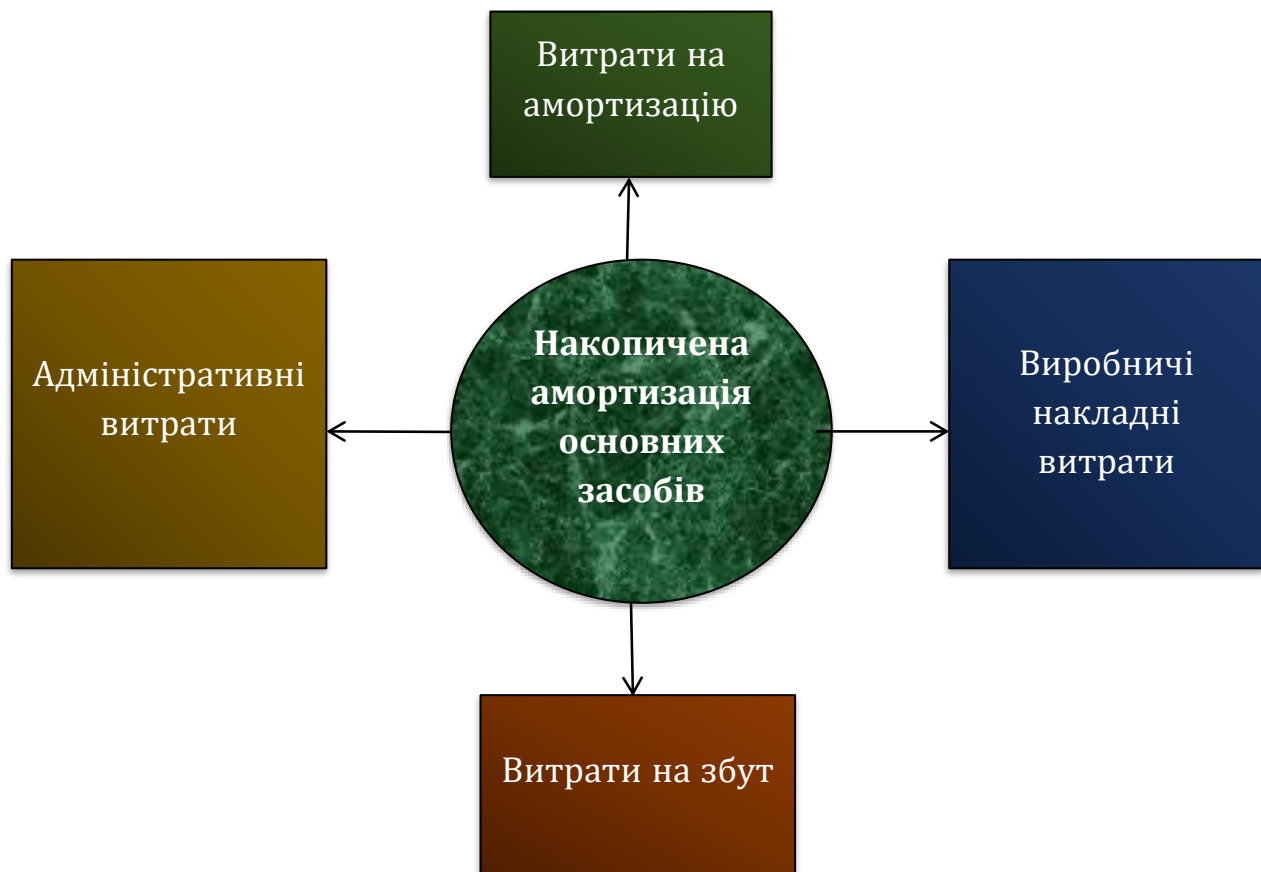 Витрати на
амортизацію
Адміністративні
витрати
Накопичена
амортизація
основних
засобів
Виробничі
накладні
витрати
Витрати на збут